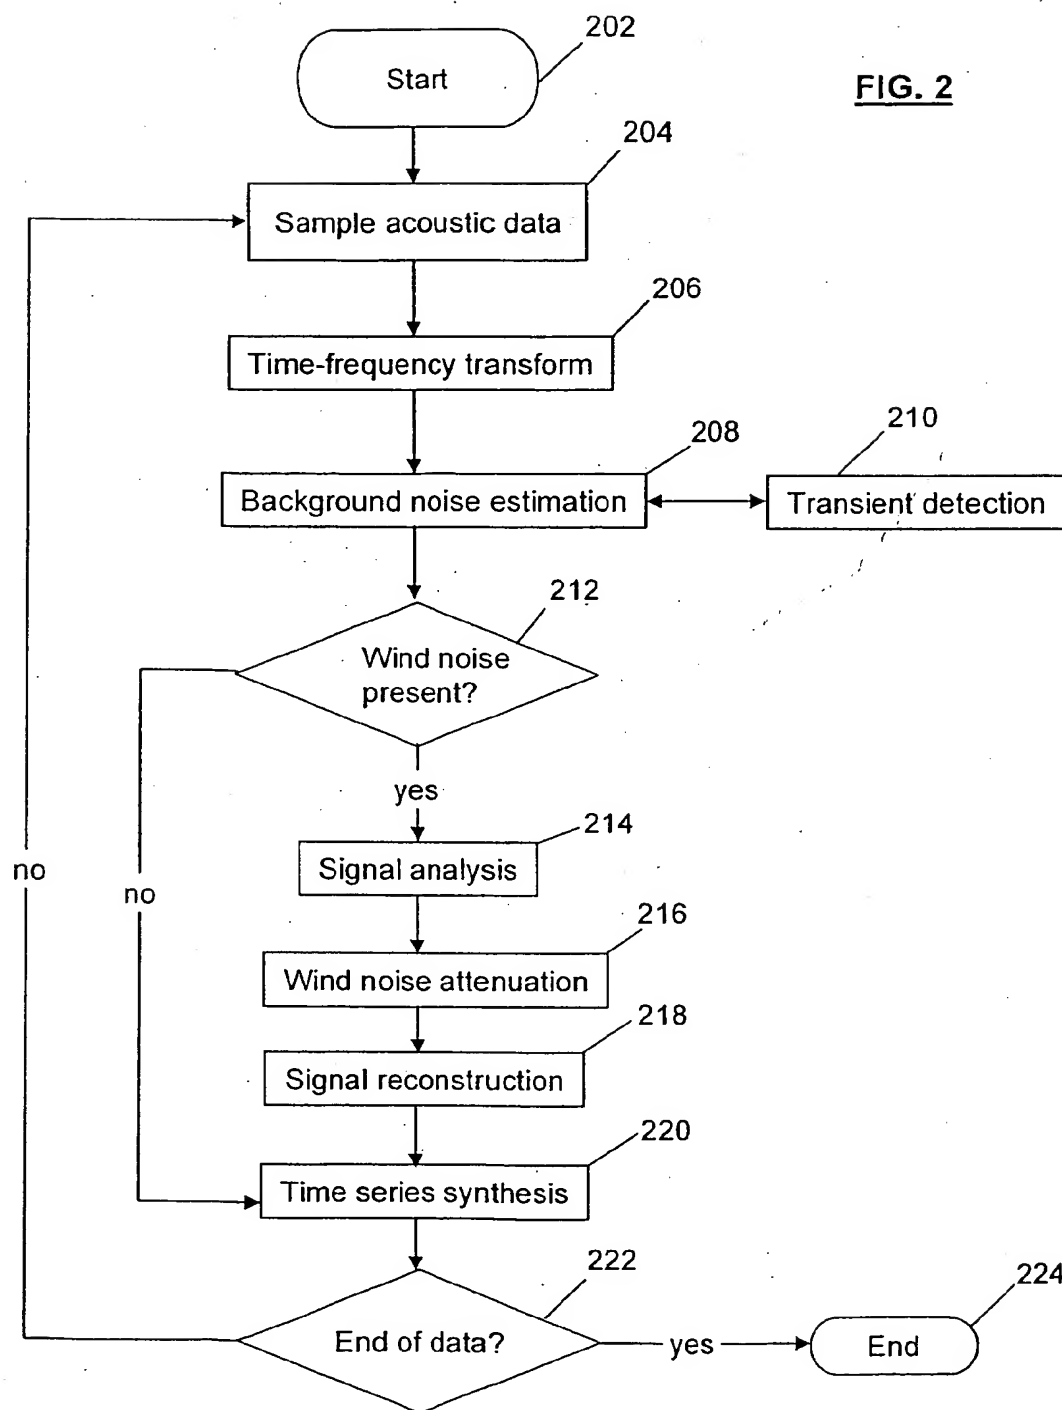 202
Start
FIG. 2
204
Sample acoustic data
206
Time-frequency transform
208
210
Background noise estimation
Transient detection
212
Wind noise
present?
yes
214
no
Signal analysis
no
216
Wind noise attenuation
218
Signal reconstruction
220
Time series synthesis
222
224
End of data?
yes
End